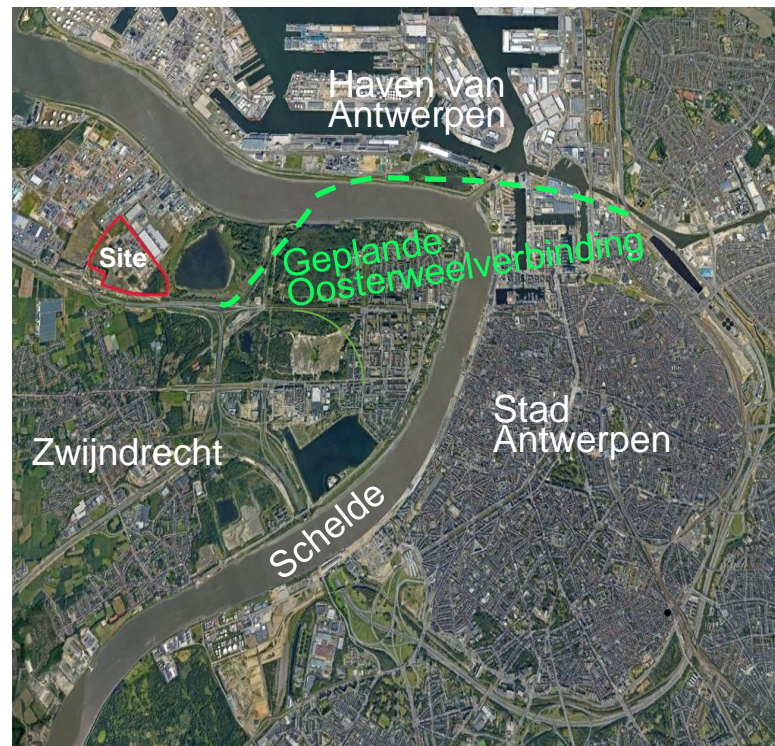 Haven van
Antwerpen
Site
Geplande
Oosterweelverbinding
Stad
Antwerpen
Zwijndrecht
Schelde